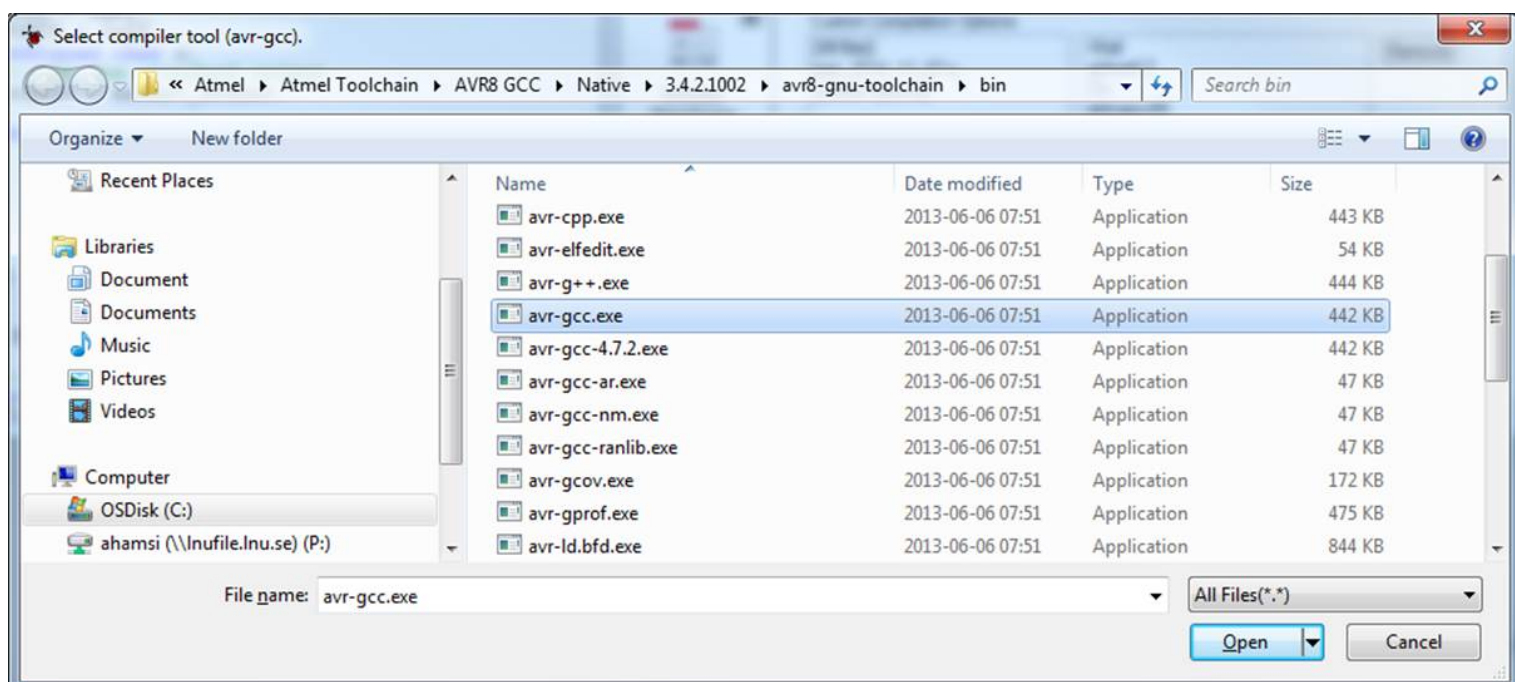 Select compiler tool (avr-gcc).
« Atmel ▸ Atmel Toolchain ▸ AVR8 GCC ▸ Native ▸ 3.4.2.1002 ▸ avr8-gnu-toolchain ▸ bin
Search bin
Organize New folder
Recent Places
Libraries
Document
Documents
Music
Pictures
Videos
Computer
OSDisk (C:)
ahamsi (\\lnufile.lnu.se) (P:)
Name Date modified Type Size
avr-cpp.exe 2013-06-06 07:51 Application 443 KB
avr-elfedit.exe 2013-06-06 07:51 Application 54 KB
avr-g++.exe 2013-06-06 07:51 Application 444 KB
avr-gcc.exe 2013-06-06 07:51 Application 442 KB
avr-gcc-4.7.2.exe 2013-06-06 07:51 Application 442 KB
avr-gcc-ar.exe 2013-06-06 07:51 Application 47 KB
avr-gcc-nm.exe 2013-06-06 07:51 Application 47 KB
avr-gcc-ranlib.exe 2013-06-06 07:51 Application 47 KB
avr-gcov.exe 2013-06-06 07:51 Application 172 KB
avr-gprof.exe 2013-06-06 07:51 Application 475 KB
avr-ld.bfd.exe 2013-06-06 07:51 Application 844 KB
File name: avr-gcc.exe
All Files(*.*)
Open Cancel